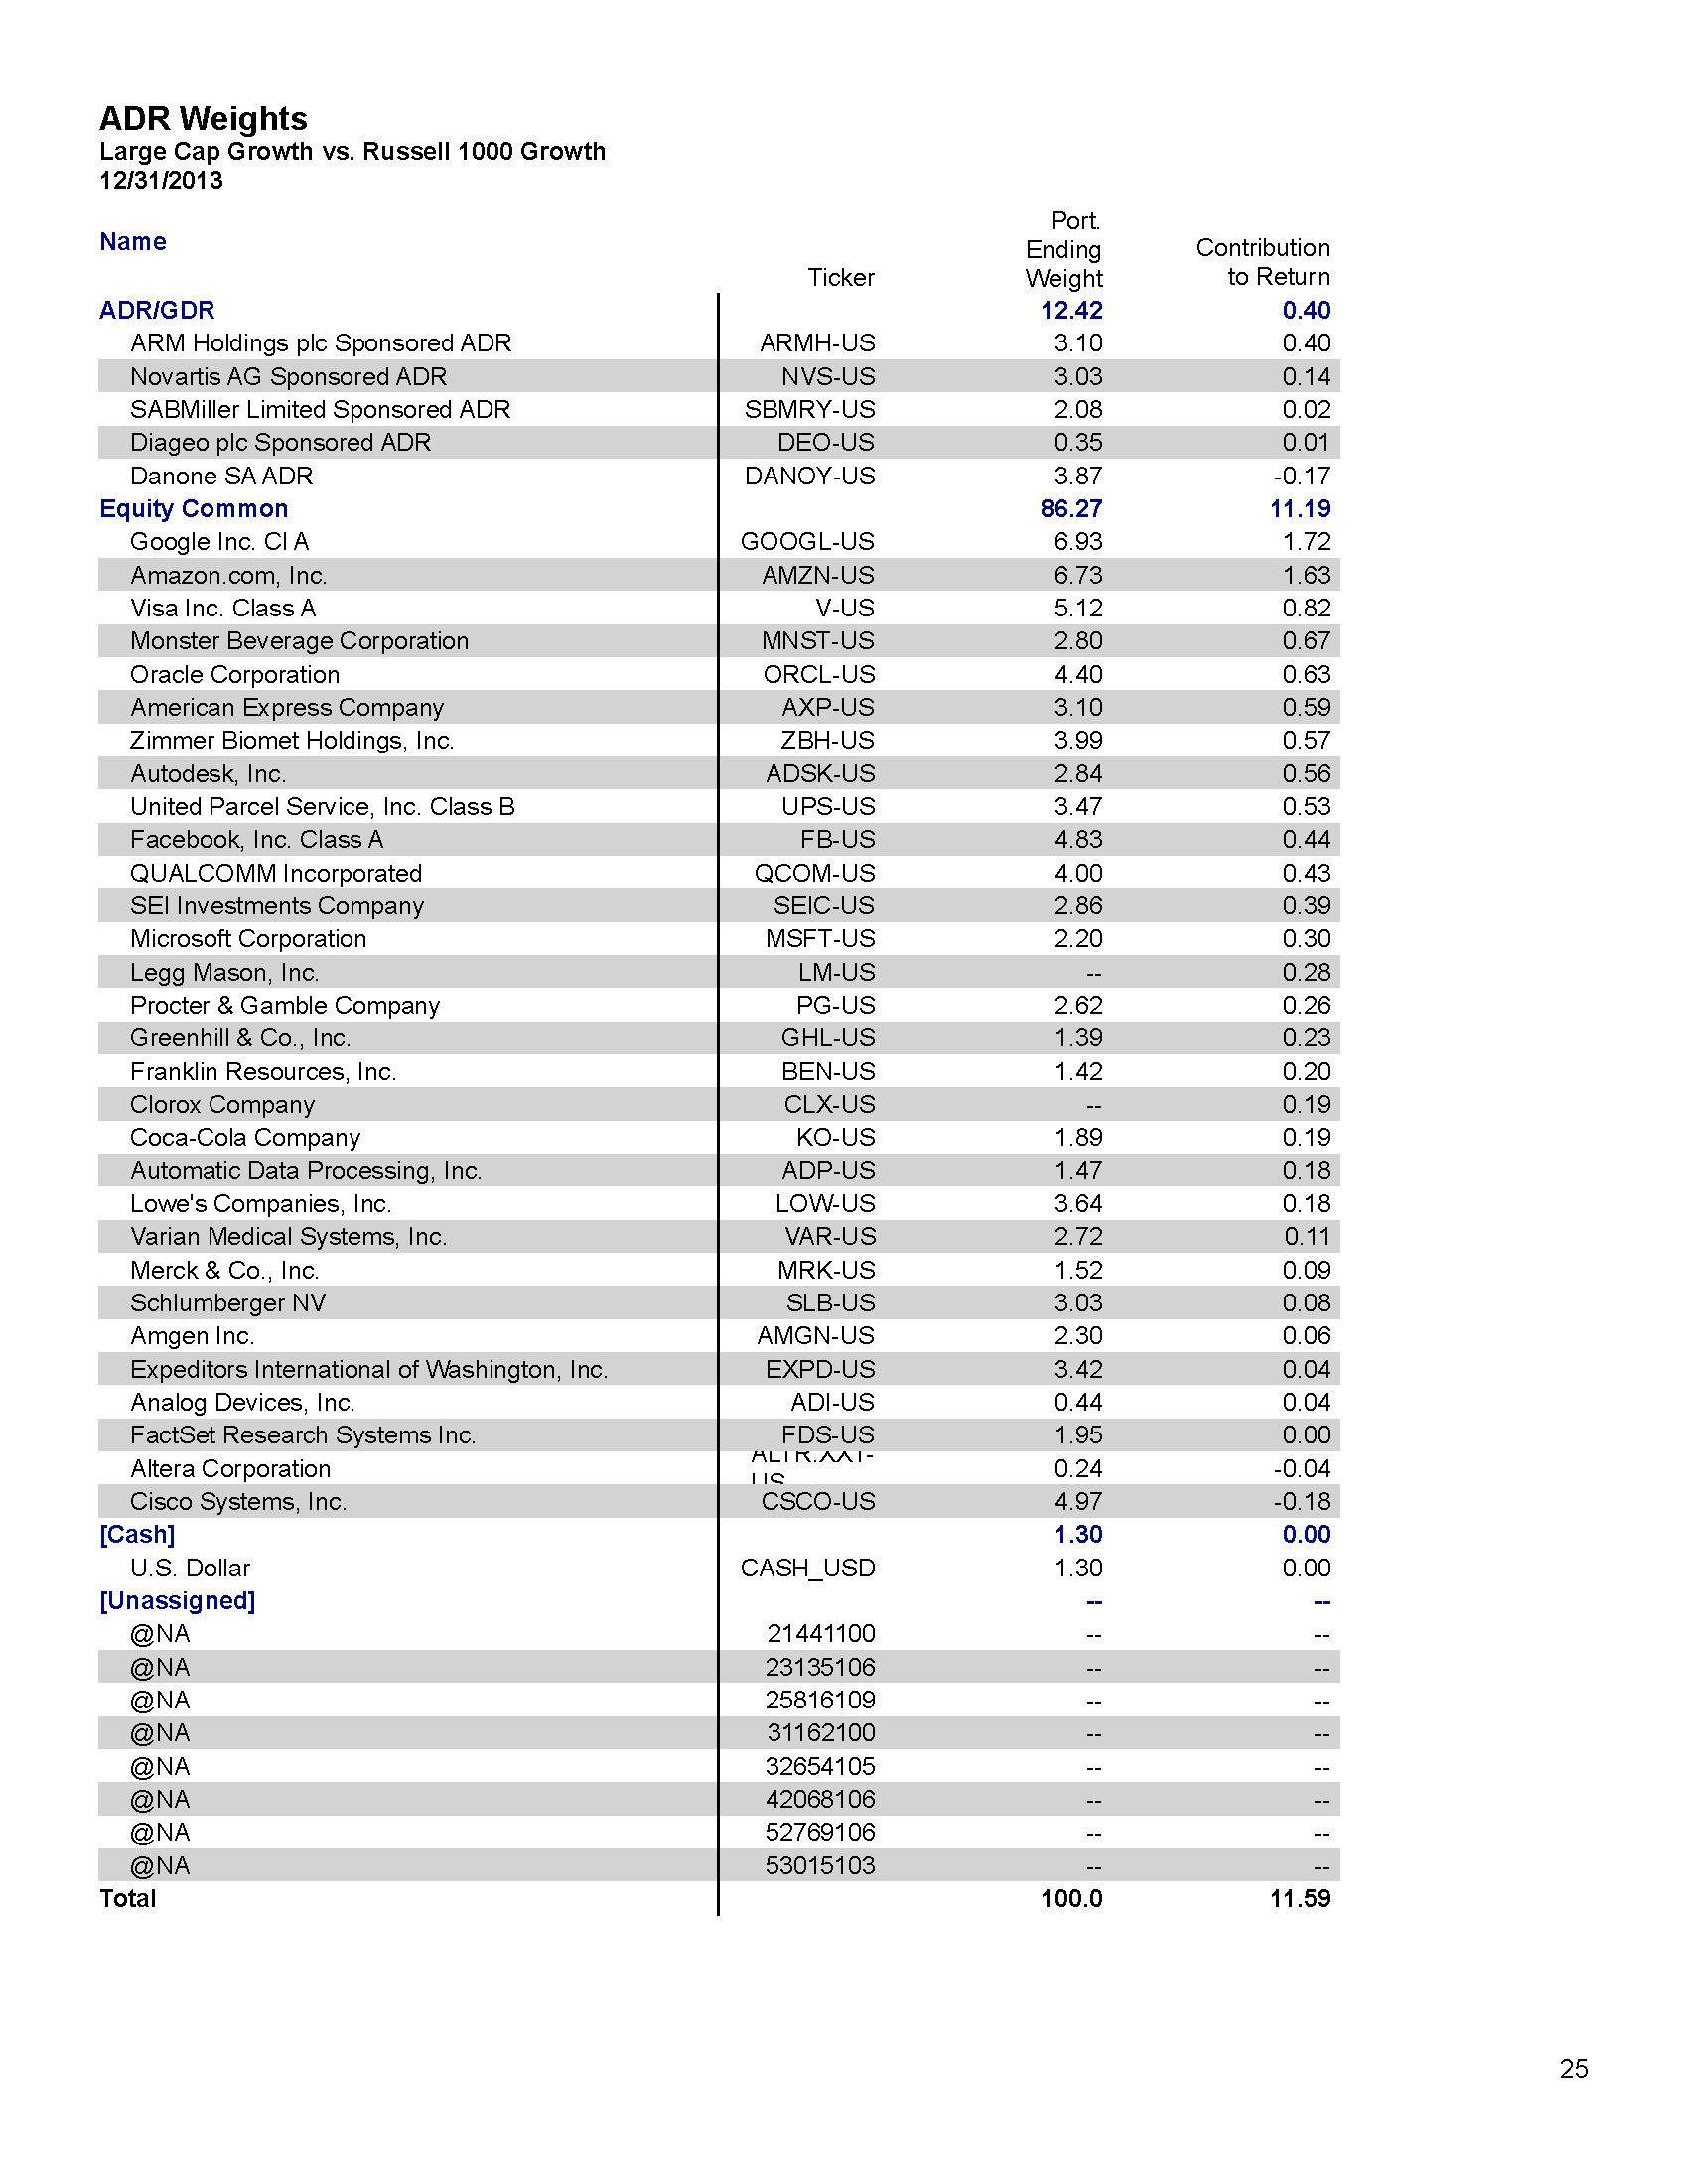 ADR Weights
Large Cap Growth vs. Russell 1000 Growth
12/31/2013
Name Ticker Port. Ending Weight Contribution to Return
ADR/GDR 12.42 0.40
ARM Holdings plc Sponsored ADR ARMH-US 3.10 0.40
Novartis AG Sponsored ADR NVS-US 3.03 0.14
SABMiller Limited Sponsored ADR SBMRY-US 2.08 0.02
Diageo plc Sponsored ADR DEO-US 0.35 0.01
Danone SA ADR DANOY-US 3.87 -0.17
Equity Common 86.27 11.19
Google Inc. Cl A GOOGL-US 6.93 1.72
Amazon.com, Inc. AMZN-US 6.73 1.63
Visa Inc. Class A V-US 5.12 0.82
Monster Beverage Corporation MNST-US 2.80 0.67
Oracle Corporation ORCL-US 4.40 0.63
American Express Company AXP-US 3.10 0.59
Zimmer Biomet Holdings, Inc. ZBH-US 3.99 0.57
Autodesk, Inc. ADSK-US 2.84 0.56
United Parcel Service, Inc. Class B UPS-US 3.47 0.53
Facebook, Inc. Class A FB-US 4.83 0.44
QUALCOMM Incorporated QCOM-US 4.00 0.43
SEI Investments Company SEIC-US 2.86 0.39
Microsoft Corporation MSFT-US 2.20 0.30
Legg Mason, Inc. LM-US -- 0.28
Procter & Gamble Company PG-US 2.62 0.26
Greenhill & Co., Inc. GHL-US 1.39 0.23
Franklin Resources, Inc. BEN-US 1.42 0.20
Clorox Company CLX-US -- 0.19
Coca-Cola Company KO-US 1.89 0.19
Automatic Data Processing, Inc. ADP-US 1.47 0.18
Lowe's Companies, Inc. LOW-US 3.64 0.18
Varian Medical Systems, Inc. VAR-US 2.72 0.11
Merck & Co., Inc. MRK-US 1.52 0.09
Schlumberger NV SLB-US 3.03 0.08
Amgen Inc. AMGN-US 2.30 0.06
Expeditors International of Washington, Inc. EXPD-US 3.42 0.04
Analog Devices, Inc. ADI-US 0.44 0.04
FactSet Research Systems Inc. FDS-US 1.95 0.00
Altera Corporation ALTR.XX1-US 0.24 -0.04
Cisco Systems, Inc. CSCO-US 4.97 -0.18
[Cash] 1.30 0.00
U.S. Dollar CASH_USD 1.30 0.00
[Unassigned] -- --
@NA 21441100 -- --
@NA 23135106 -- --
@NA 25816109 -- --
@NA 31162100 -- --
@NA 32654105 -- --
@NA 42068106 -- --
@NA 52769106 -- --
@NA 53015103 -- --
Total 100.0 11.59
25